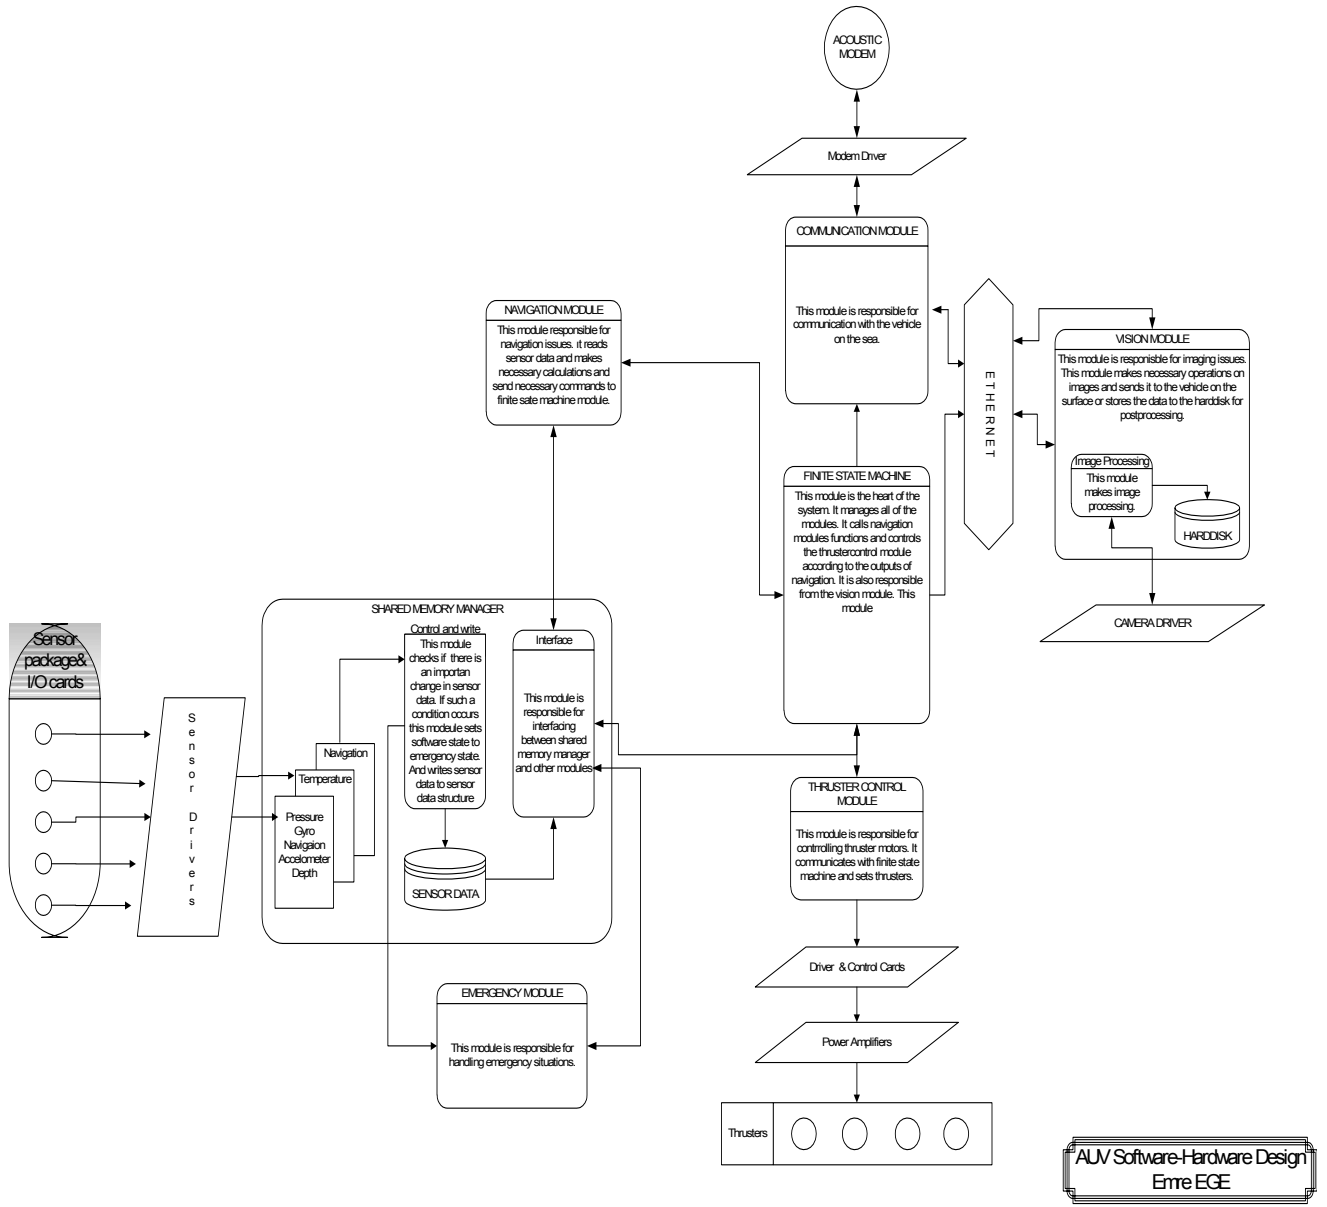 ACOUSTIC
MODEM
Modem Driver
COMMUNICATION MODULE
This module is responsible for
communication with the vehicle
on the sea.
NAVIGATION MODULE
This module responsible for
navigation issues. ıt reads
sensor data and makes
necessary calculations and
send necessary commands to
finite sate machine module.
ETHERNET
VISION MODULE
This module is responisble for imaging issues.
This module makes necessary operations on
images and sends it to the vehicle on the
surface or stores the data to the harddisk for
postprocessing.
Image Processing
This module
makes image
processing.
HARDDISK
CAMERA DRIVER
FINITE STATE MACHINE
This module is the heart of the
system. It manages all of the
modules. It calls navigation
modules functions and controls
the thrustercontrol module
according to the outputs of
navigation. It is also responsible
from the vision module. This
module
SHARED MEMORY MANAGER
Control and write
This module
checks if there is
an importan
change in sensor
data. If such a
condition occurs
this modeule sets
software state to
emergency state.
And writes sensor
data to sensor
data structure
Interface
This module is
responsible for
interfacing
between shared
memory manager
and other modules
Sensor
package&
I/O cards
Sensor Drivers
Navigation
Temperature
Pressure
Gyro
Navigaion
Accelometer
Depth
SENSOR DATA
THRUSTER CONTROL
MODULE
This module is responsible for
contrrolling thruster motors. It
communicates with finite state
machine and sets thrusters.
Driver & Control Cards
EMERGENCY MODULE
This module is responsible for
handling emergency situations.
Power Amplifiers
Thrusters
AUV Software-Hardware Design
Emre EGE